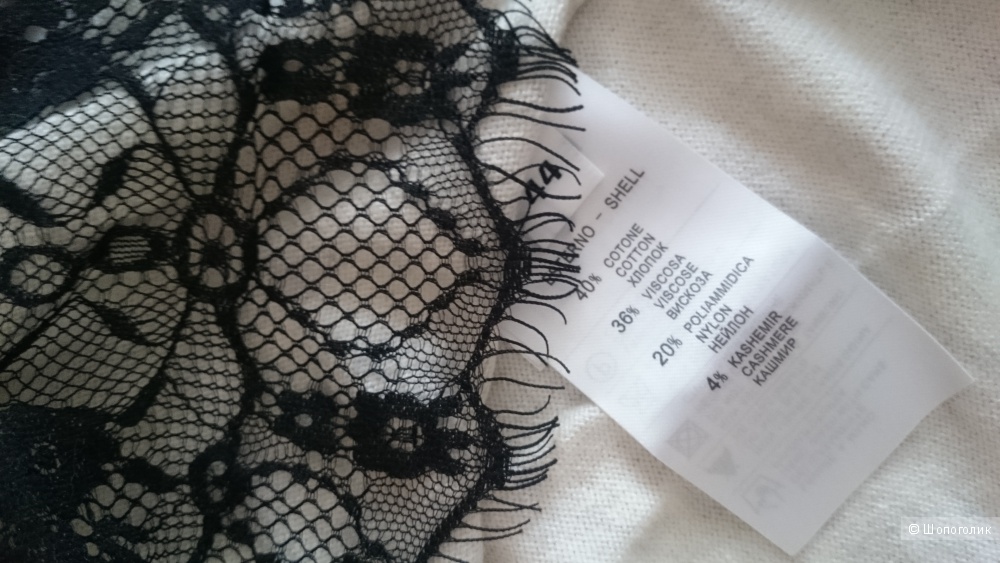 44
– SHELL
40% COTONE
COTTON
ХЛОПОК
36% VISCOSA
VISCOSE
ВИСКОЗА
20% POLIAMMIDICA
NYLON
НЕЙЛОН
4% KASHEMIR
CASHMERE
КАШМИР
© Шопоголик